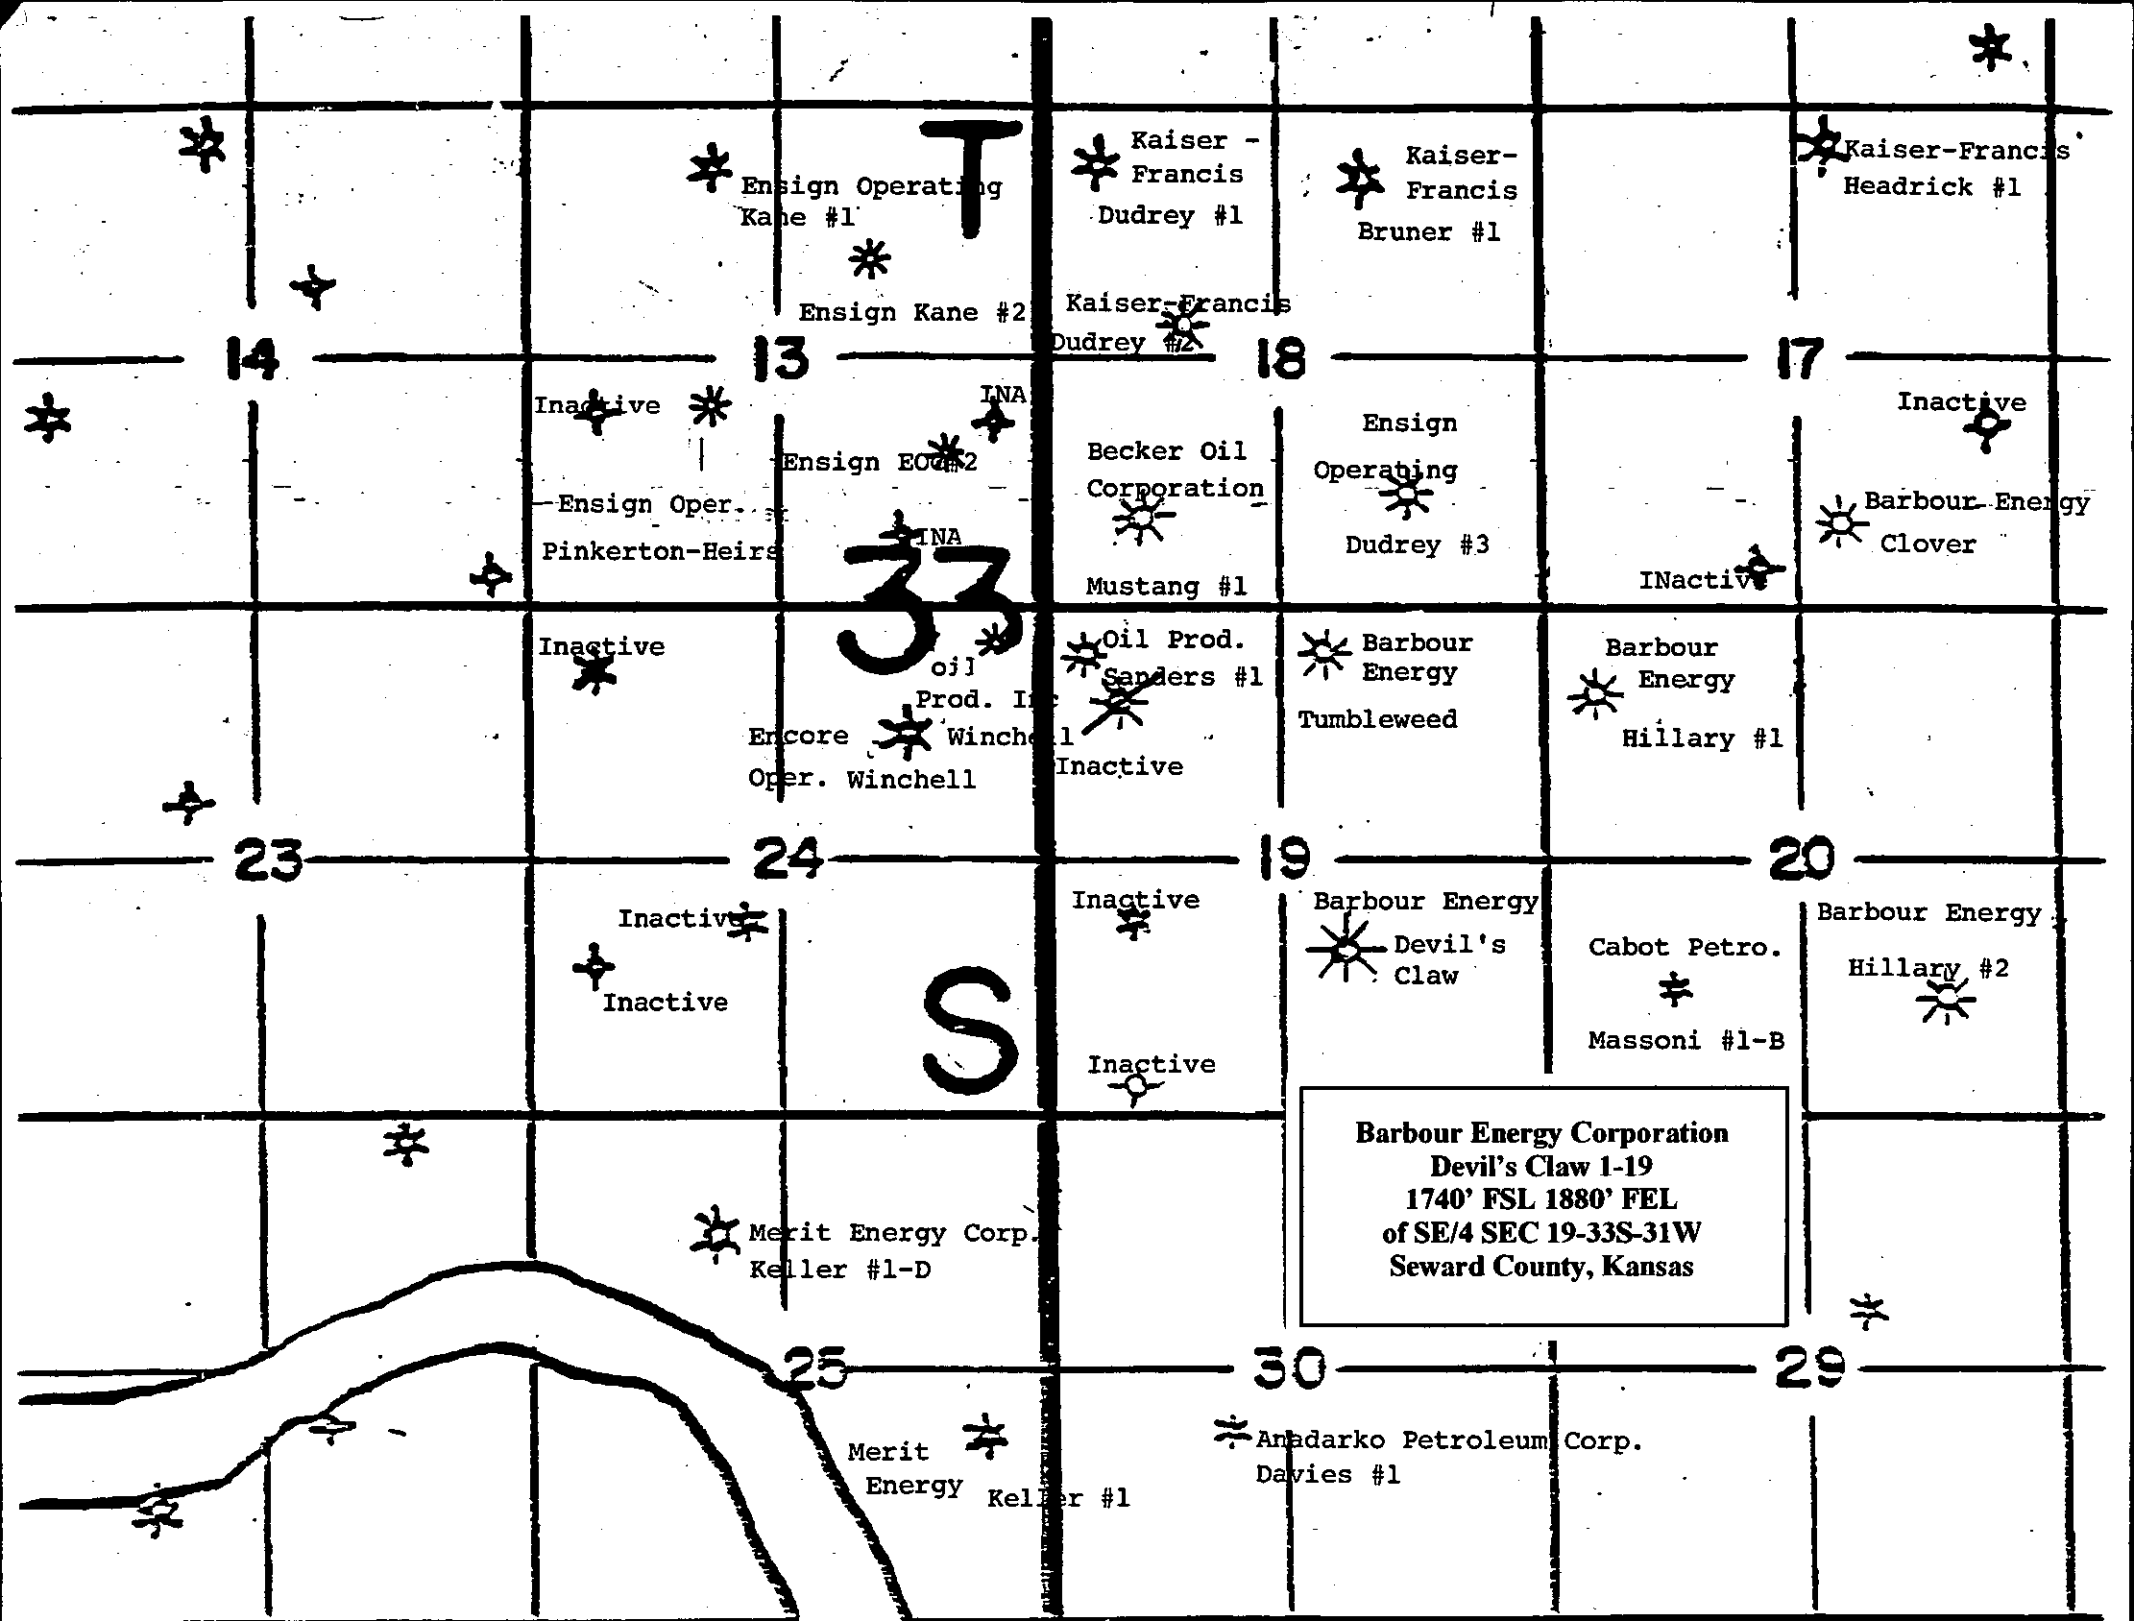 T
Kaiser -
Francis
Dudrey #1
Kaiser-
Francis
Bruner #1
Kaiser-Francis
Headrick #1
Ensign Operating
Kane #1
Ensign Kane #2
Kaiser-Francis
Dudrey #2
14
13
18
17
Inactive
INA
Inactive
Ensign EOC#2
Becker Oil
Corporation
Mustang #1
Ensign
Operating
Dudrey #3
Barbour Energy
Clover
Ensign Oper.
Pinkerton-Heirs
INA
INactive
33
Inactive
oil
Prod. Inc
Winchell
Encore
Oper. Winchell
Oil Prod.
Sanders #1
Inactive
Barbour
Energy
Tumbleweed
Barbour
Energy
Hillary #1
23
24
19
20
Inactive
Inactive
Inactive
Barbour Energy
Devil's
Claw
Cabot Petro.
Massoni #1-B
Barbour Energy
Hillary #2
S
Inactive
Barbour Energy Corporation
Devil's Claw 1-19
1740' FSL 1880' FEL
of SE/4 SEC 19-33S-31W
Seward County, Kansas
Merit Energy Corp.
Keller #1-D
25
30
29
Merit
Energy
Keller #1
Anadarko Petroleum Corp.
Davies #1